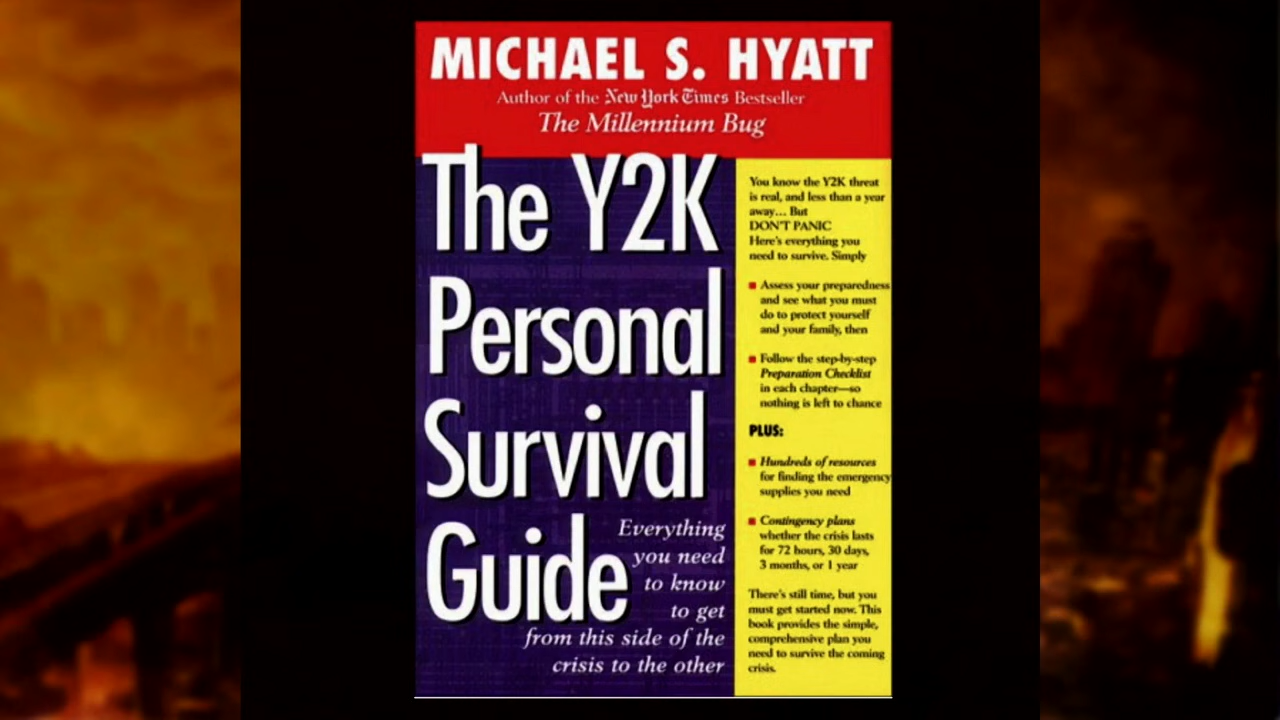 MICHAEL S. HYATT
Author of the New York Times Bestseller
The Millennium Bug
The Y2K
Personal
Survival
Guide
Everything
you need
to know
to get
from this side of the
crisis to the other
You know the Y2K threat
is real, and less than a year
away... But
DON'T PANIC
Here's everything you
need to survive. Simply
Assess your preparedness
and see what you must
do to protect yourself
and your family, then
Follow the step-by-step
Preparation Checklist
in each chapter—so
nothing is left to chance
PLUS:
Hundreds of resources
for finding the emergency
supplies you need
Contingency plans
whether the crisis lasts
for 72 hours, 30 days,
3 months, or 1 year
There's still time, but you
must get started now. This
book provides the simple,
comprehensive plan you
need to survive the coming
crisis.